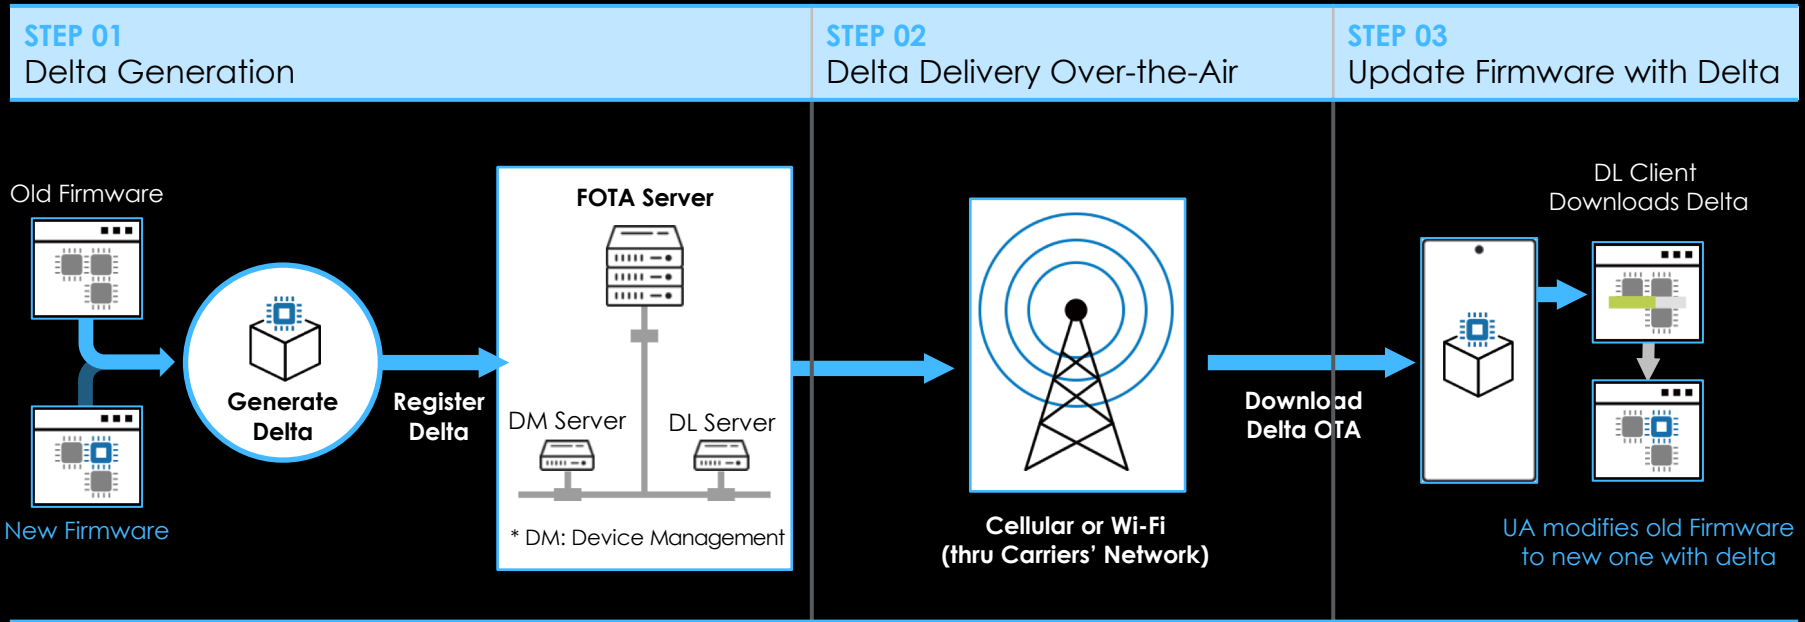 STEP 01
Delta Generation
STEP 02
Delta Delivery Over-the-Air
STEP 03
Update Firmware with Delta
Old Firmware
New Firmware
Generate
Delta
Register
Delta
FOTA Server
DM Server
DL Server
* DM: Device Management
Cellular or Wi-Fi
(thru Carriers' Network)
Download
Delta OTA
DL Client
Downloads Delta
UA modifies old Firmware
to new one with delta